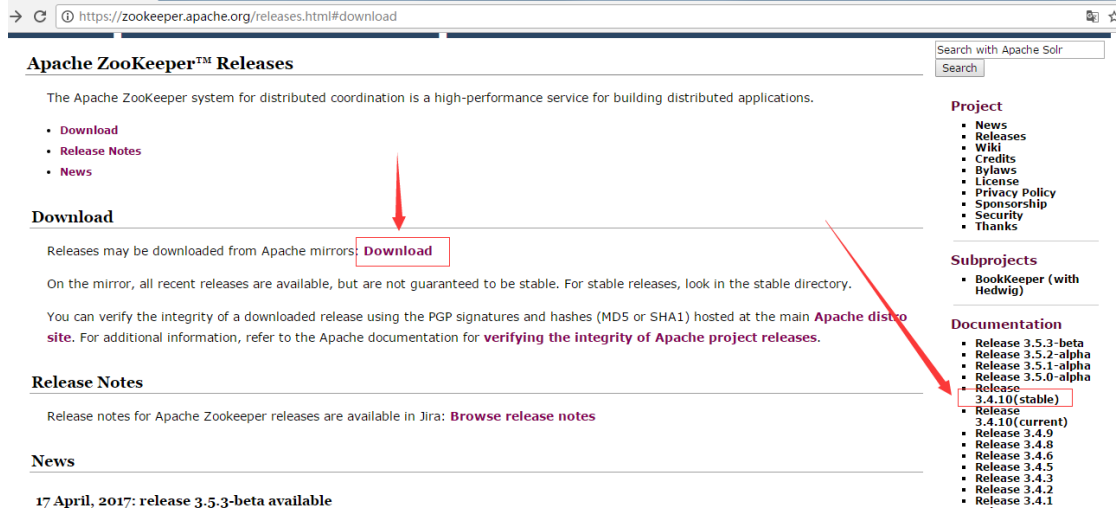 https://zookeeper.apache.org/releases.html#download
Apache ZooKeeper™ Releases
The Apache ZooKeeper system for distributed coordination is a high-performance service for building distributed applications.
Download
Release Notes
News
Download
Releases may be downloaded from Apache mirrors: Download
On the mirror, all recent releases are available, but are not guaranteed to be stable. For stable releases, look in the stable directory.
You can verify the integrity of a downloaded release using the PGP signatures and hashes (MD5 or SHA1) hosted at the main Apache distro
site. For additional information, refer to the Apache documentation for verifying the integrity of Apache project releases.
Release Notes
Release notes for Apache Zookeeper releases are available in Jira: Browse release notes
News
17 April, 2017: release 3.5.3-beta available
Search with Apache Solr
Search
Project
News
Releases
Wiki
Credits
Bylaws
License
Privacy Policy
Sponsorship
Security
Thanks
Subprojects
BookKeeper (with
Hedwig)
Documentation
Release 3.5.3-beta
Release 3.5.2-alpha
Release 3.5.1-alpha
Release 3.5.0-alpha
Release
3.4.10(stable)
Release
3.4.10(current)
Release 3.4.9
Release 3.4.8
Release 3.4.6
Release 3.4.5
Release 3.4.3
Release 3.4.2
Release 3.4.1